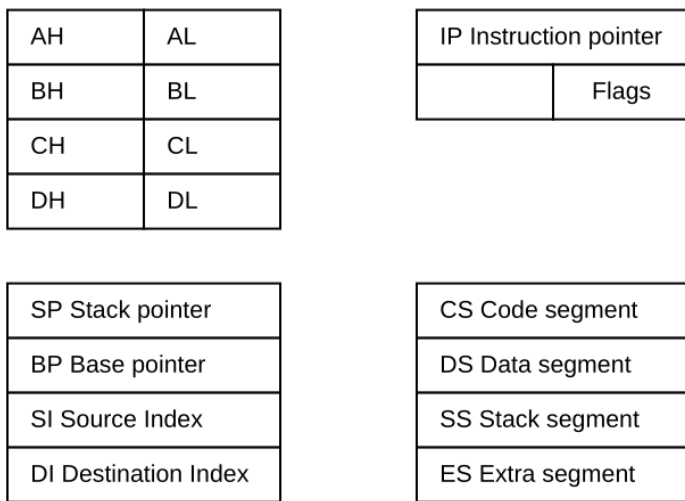 AH AL
BH BL
CH CL
DH DL
IP Instruction pointer
Flags
SP Stack pointer
BP Base pointer
SI Source Index
DI Destination Index
CS Code segment
DS Data segment
SS Stack segment
ES Extra segment